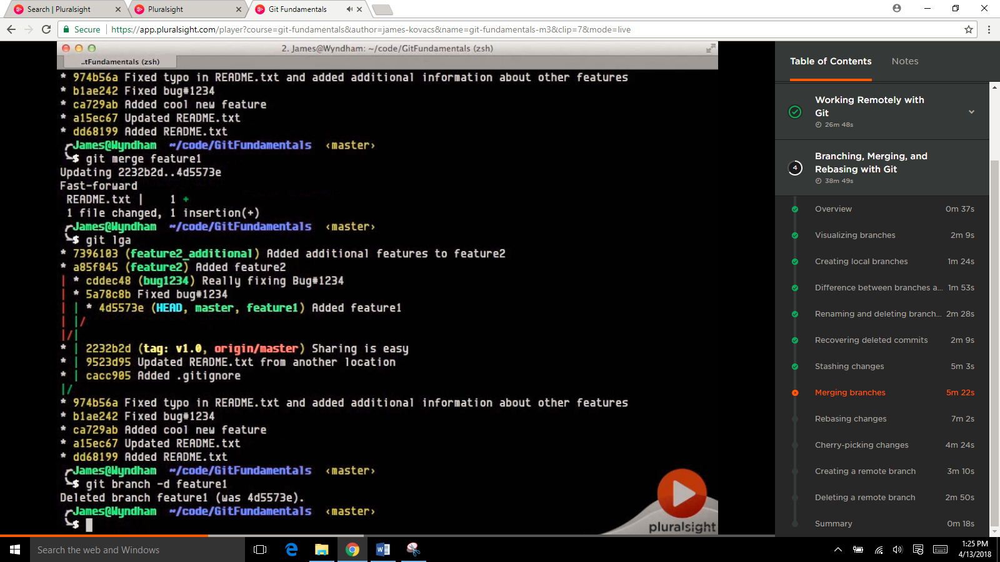 Search | Pluralsight
Pluralsight
Git Fundamentals
Secure
https://app.pluralsight.com/player?course=git-fundamentals&author=james-kovacs&name=git-fundamentals-m3&clip=7&mode=live
2. James@Wyndham: ~/code/GitFundamentals (zsh)
..tFundamentals (zsh)
* 974b56a Fixed typo in README.txt and added additional information about other features
* b1ae242 Fixed bug#1234
* ca729ab Added cool new feature
* a15ec67 Updated README.txt
* dd68199 Added README.txt
James@Wyndham ~/code/GitFundamentals ‹master›
$ git merge feature1
Updating 2232b2d..4d5573e
Fast-forward
README.txt | 1 +
1 file changed, 1 insertion(+)
James@Wyndham ~/code/GitFundamentals ‹master›
$ git lga
* 7396103 (feature2_additional) Added additional features to feature2
* a85f845 (feature2) Added feature2
| * cddec48 (bug1234) Really fixing Bug#1234
| * 5a78c8b Fixed bug#1234
| | * 4d5573e (HEAD, master, feature1) Added feature1
| |/
|/|
* | 2232b2d (tag: v1.0, origin/master) Sharing is easy
* | 9523d95 Updated README.txt from another location
* | cacc905 Added .gitignore
|/
* 974b56a Fixed typo in README.txt and added additional information about other features
* b1ae242 Fixed bug#1234
* ca729ab Added cool new feature
* a15ec67 Updated README.txt
* dd68199 Added README.txt
James@Wyndham ~/code/GitFundamentals ‹master›
$ git branch -d feature1
Deleted branch feature1 (was 4d5573e).
James@Wyndham ~/code/GitFundamentals ‹master›
$
pluralsight
Table of Contents
Notes
Working Remotely with
Git
26m 48s
4
Branching, Merging, and
Rebasing with Git
38m 49s
Overview 0m 37s
Visualizing branches 2m 9s
Creating local branches 1m 24s
Difference between branches a... 1m 53s
Renaming and deleting branch... 2m 28s
Recovering deleted commits 2m 9s
Stashing changes 5m 3s
Merging branches 5m 22s
Rebasing changes 7m 2s
Cherry-picking changes 4m 24s
Creating a remote branch 3m 10s
Deleting a remote branch 2m 50s
Summary 0m 18s
Search the web and Windows
1:25 PM
4/13/2018